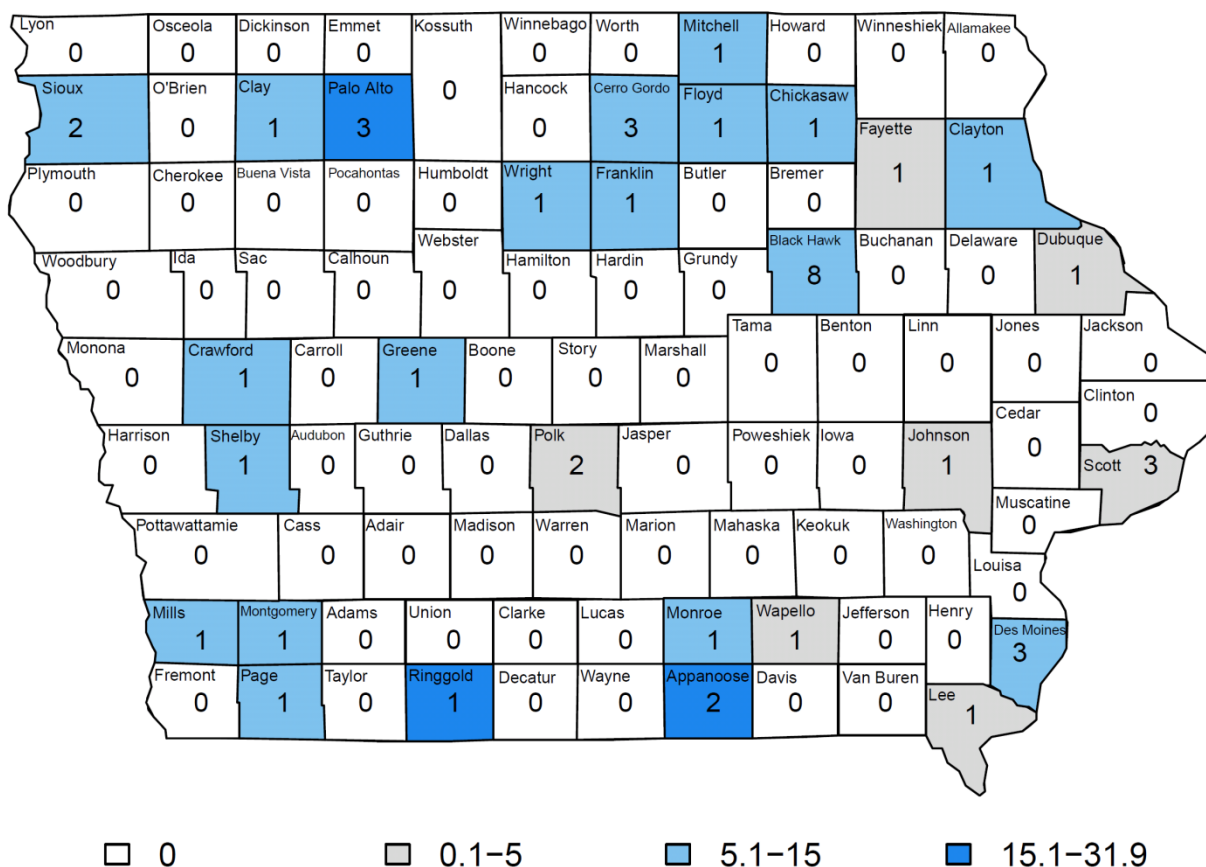 Lyon Osceola Dickinson Emmet Kossuth Winnebago Worth Mitchell Howard Winneshiek Allamakee
0 0 0 0 0 0 0 1 0 0 0
Sioux O'Brien Clay Palo Alto Hancock Cerro Gordo Floyd Chickasaw
2 0 1 3 0 3 1 1
Fayette Clayton
1 1
Plymouth Cherokee Buena Vista Pocahontas Humboldt Wright Franklin Butler Bremer
0 0 0 0 0 1 1 0 0
Woodbury Ida Sac Calhoun Webster Hamilton Hardin Grundy Black Hawk Buchanan Delaware Dubuque
0 0 0 0 0 0 0 0 8 0 0 1
Tama Benton Linn Jones Jackson
0 0 0 0 0
Monona Crawford Carroll Greene Boone Story Marshall
0 1 0 1 0 0 0
Clinton
0
Cedar
0
Harrison Shelby Audubon Guthrie Dallas Polk Jasper Poweshiek Iowa Johnson Scott
0 1 0 0 0 2 0 0 0 1 3
Muscatine
0
Pottawattamie Cass Adair Madison Warren Marion Mahaska Keokuk Washington
0 0 0 0 0 0 0 0 0
Louisa
0
Mills Montgomery Adams Union Clarke Lucas Monroe Wapello Jefferson Henry Des Moines
1 1 0 0 0 0 1 1 0 0 3
Fremont Page Taylor Ringgold Decatur Wayne Appanoose Davis Van Buren Lee
0 1 0 1 0 0 2 0 0 1
0 0.1−5 5.1−15 15.1−31.9